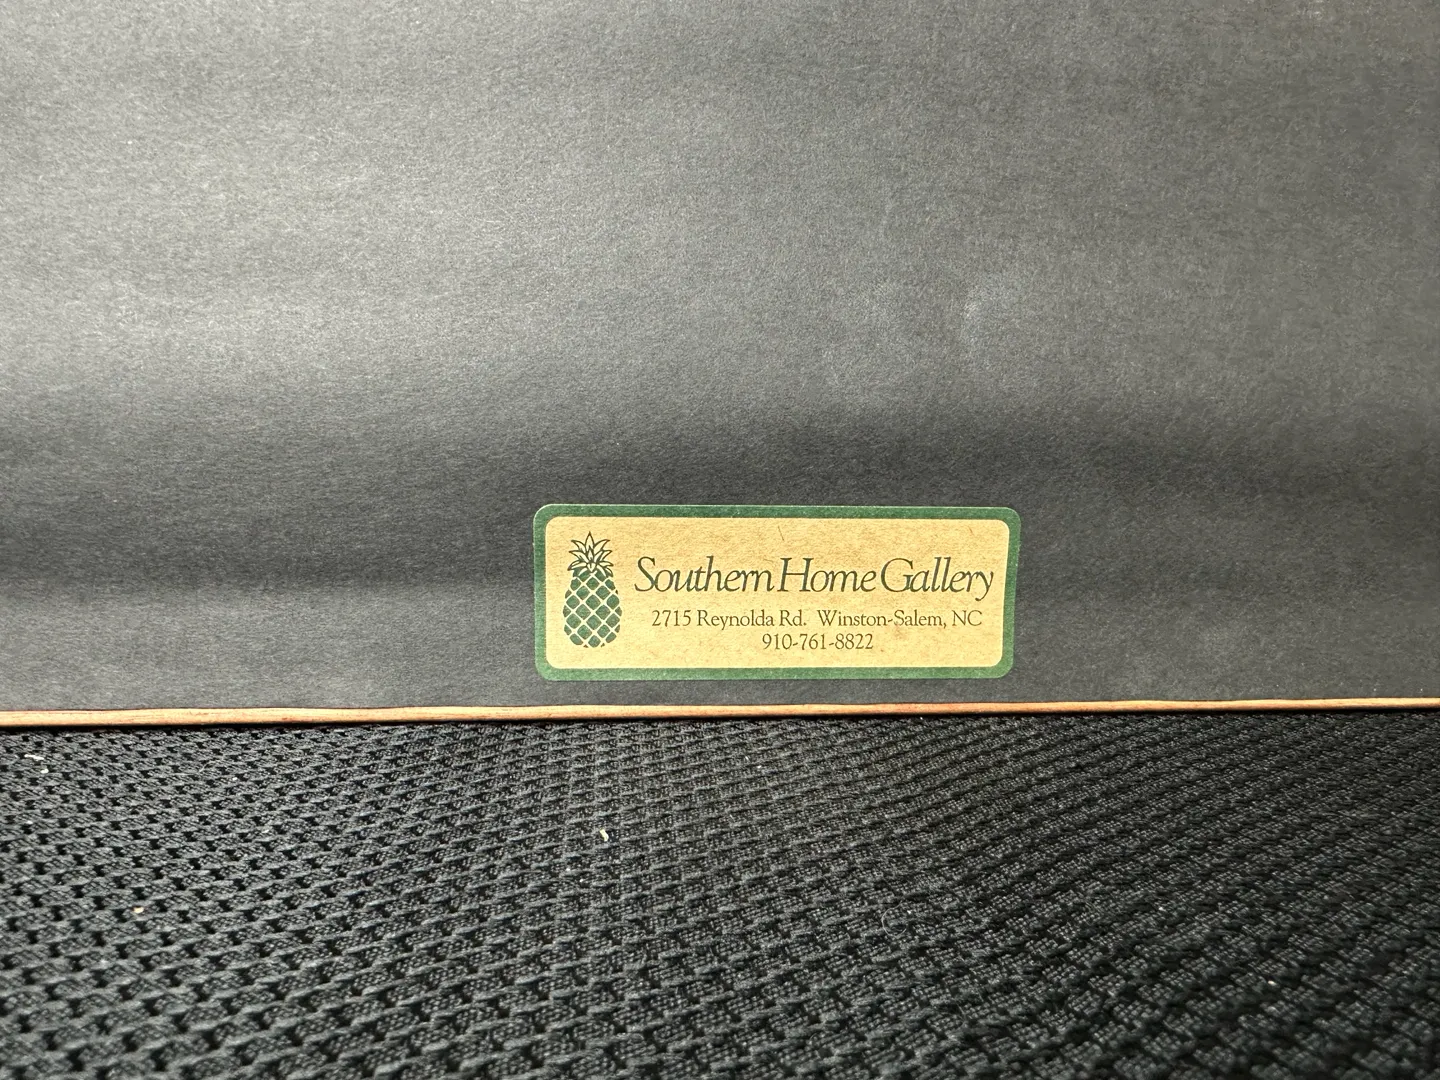 Southern Home Gallery
2715 Reynolda Rd. Winston-Salem, NC
910-761-8822